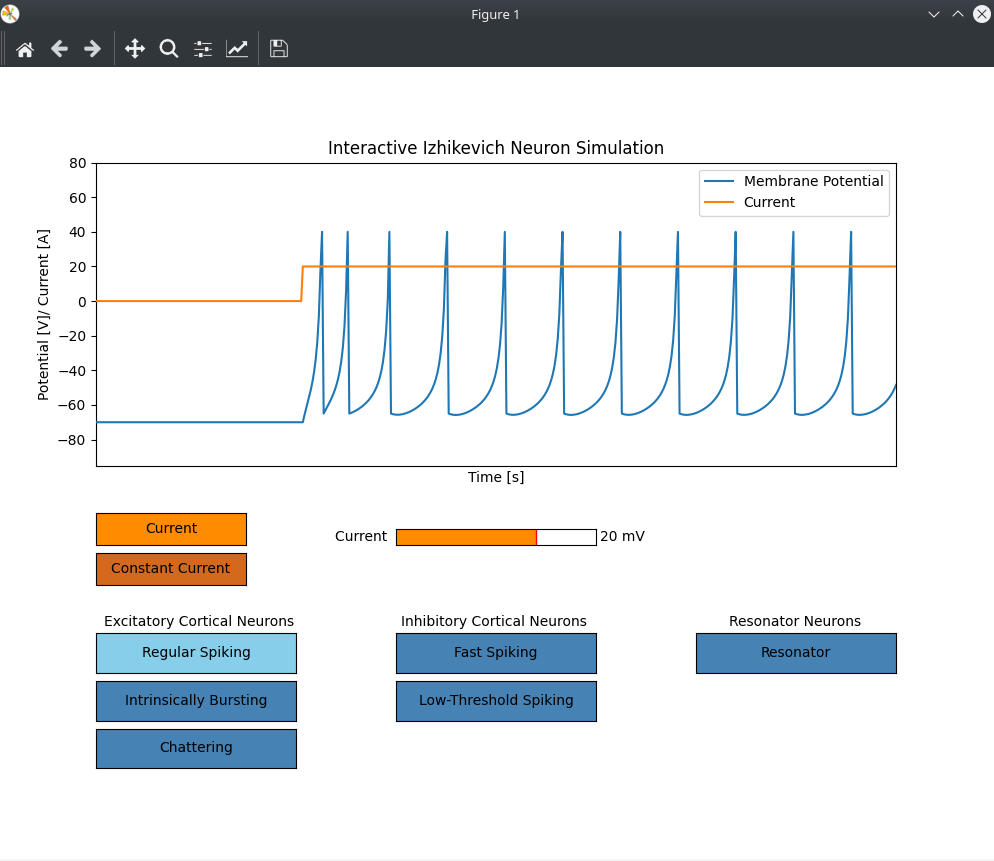 Figure 1
Interactive Izhikevich Neuron Simulation
80
60
40
20
0
−20
−40
−60
−80
Potential [V]/ Current [A]
Membrane Potential
Current
Time [s]
Current
Current
20 mV
Constant Current
Excitatory Cortical Neurons
Inhibitory Cortical Neurons
Resonator Neurons
Regular Spiking
Fast Spiking
Resonator
Intrinsically Bursting
Low-Threshold Spiking
Chattering